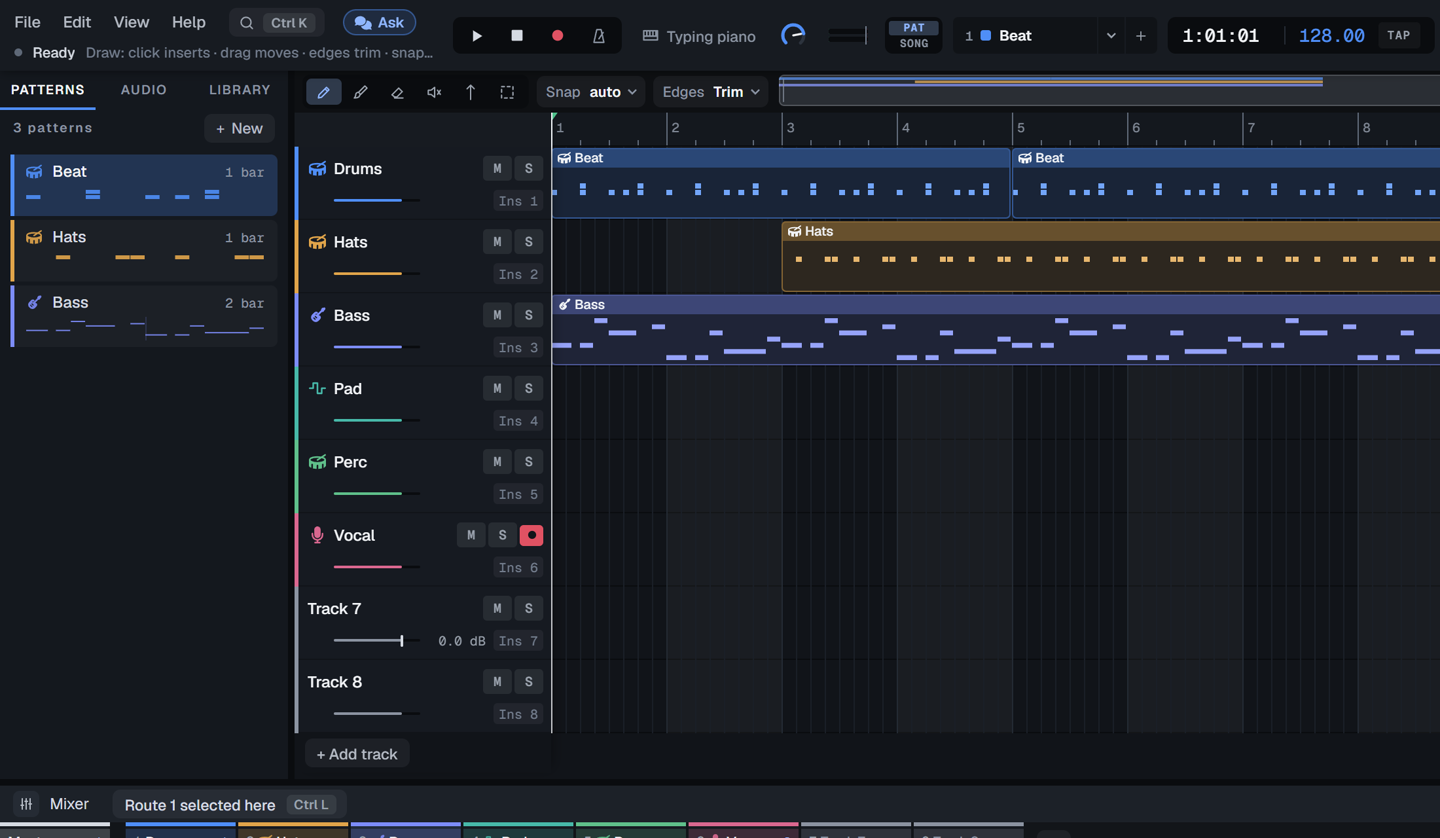 File Edit View Help Ctrl K Ask
Ready Draw: click inserts · drag moves · edges trim · snap…
Typing piano
PAT
SONG
1 Beat
1:01:01 128.00 TAP
PATTERNS AUDIO LIBRARY
3 patterns + New
Beat 1 bar
Hats 1 bar
Bass 2 bar
Snap auto Edges Trim
1 2 3 4 5 6 7 8
Drums M S
Ins 1
Hats M S
Ins 2
Bass M S
Ins 3
Pad M S
Ins 4
Perc M S
Ins 5
Vocal M S
Ins 6
Track 7 M S
0.0 dB Ins 7
Track 8 M S
Ins 8
+ Add track
Beat Beat
Hats
Bass
Mixer Route 1 selected here Ctrl L